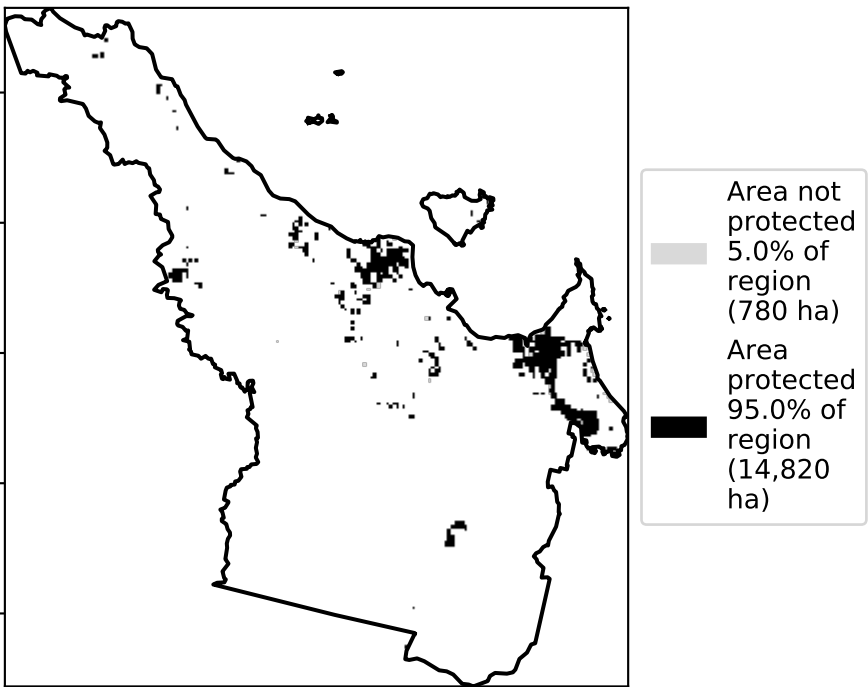 Area not
protected
5.0% of
region
(780 ha)
Area
protected
95.0% of
region
(14,820
ha)